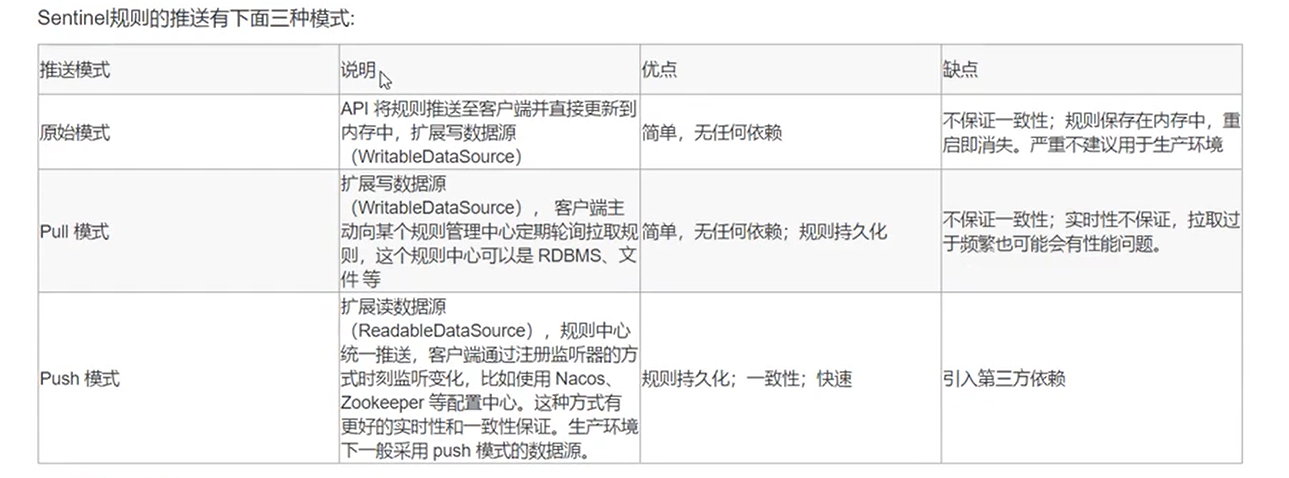 Sentinel规则的推送有下面三种模式:
推送模式
说明
优点
缺点
原始模式
API 将规则推送至客户端并直接更新到
内存中，扩展写数据源
（WritableDataSource）
简单，无任何依赖
不保证一致性；规则保存在内存中，重
启即消失。严重不建议用于生产环境
Pull 模式
扩展写数据源
（WritableDataSource）， 客户端主
动向某个规则管理中心定期轮询拉取规
则，这个规则中心可以是 RDBMS、文
件 等
简单，无任何依赖；规则持久化
不保证一致性；实时性不保证，拉取过
于频繁也可能会有性能问题。
Push 模式
扩展读数据源
（ReadableDataSource），规则中心
统一推送，客户端通过注册监听器的方
式时刻监听变化，比如使用 Nacos、
Zookeeper 等配置中心。这种方式有
更好的实时性和一致性保证。生产环境
下一般采用 push 模式的数据源。
规则持久化；一致性；快速
引入第三方依赖